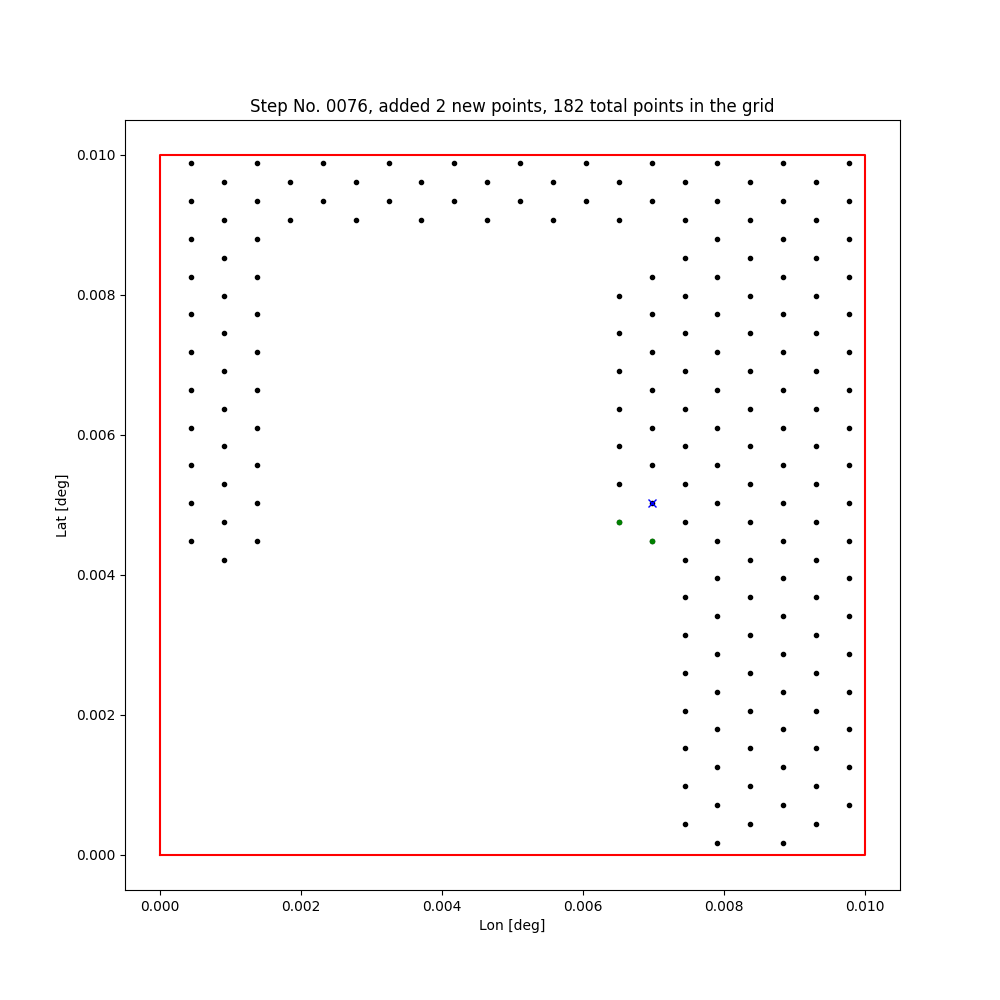 Step No. 0076, added 2 new points, 182 total points in the grid
0.010
0.008
0.006
0.004
0.002
0.000
Lat [deg]
0.000 0.002 0.004 0.006 0.008 0.010
Lon [deg]